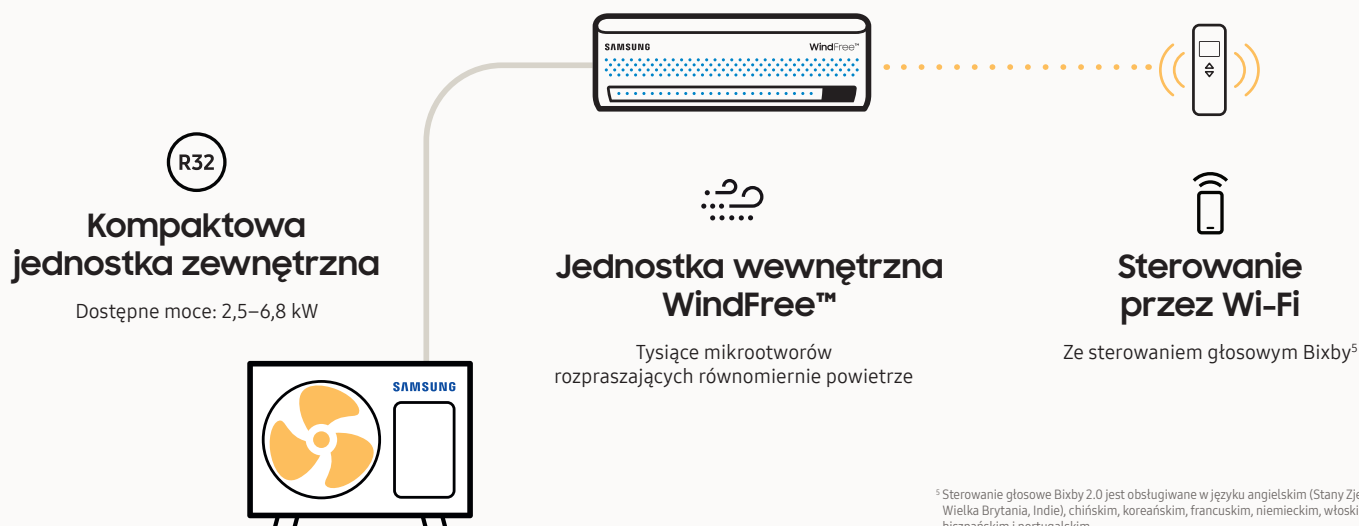 SAMSUNG
WindFree™
R32
Kompaktowa
jednostka zewnętrzna
Dostępne moce: 2,5–6,8 kW
SAMSUNG
Jednostka wewnętrzna
WindFree™
Tysiące mikrootworów
rozpraszających równomiernie powietrze
Sterowanie
przez Wi-Fi
Ze sterowaniem głosowym Bixby⁵
⁵ Sterowanie głosowe Bixby 2.0 jest obsługiwane w języku angielskim (Stany
Wielka Brytania, Indie), chińskim, koreańskim, francuskim, niemieckim,